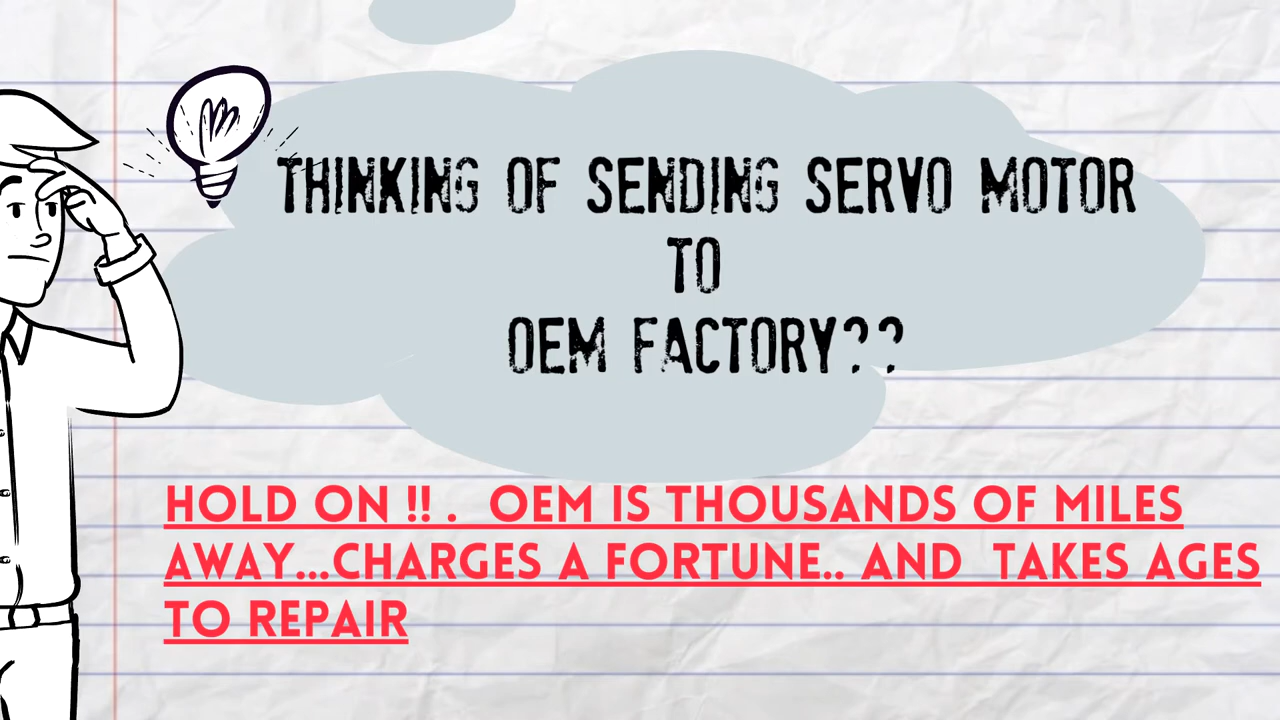 THINKING OF SENDING SERVO MOTOR
TO
OEM FACTORY??
HOLD ON !! . OEM IS THOUSANDS OF MILES
AWAY...CHARGES A FORTUNE.. AND TAKES AGES
TO REPAIR